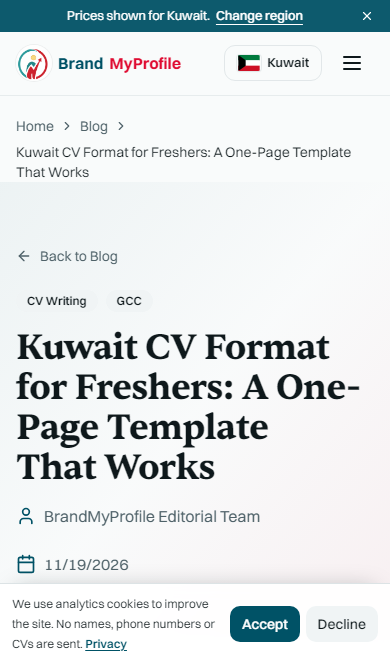 Prices shown for Kuwait. Change region
Brand MyProfile
Kuwait
Home
Blog
Kuwait CV Format for Freshers: A One-Page Template
That Works
Back to Blog
CV Writing
GCC
Kuwait CV Format
for Freshers: A One-
Page Template
That Works
BrandMyProfile Editorial Team
11/19/2026
We use analytics cookies to improve
the site. No names, phone numbers or
CVs are sent. Privacy
Accept
Decline